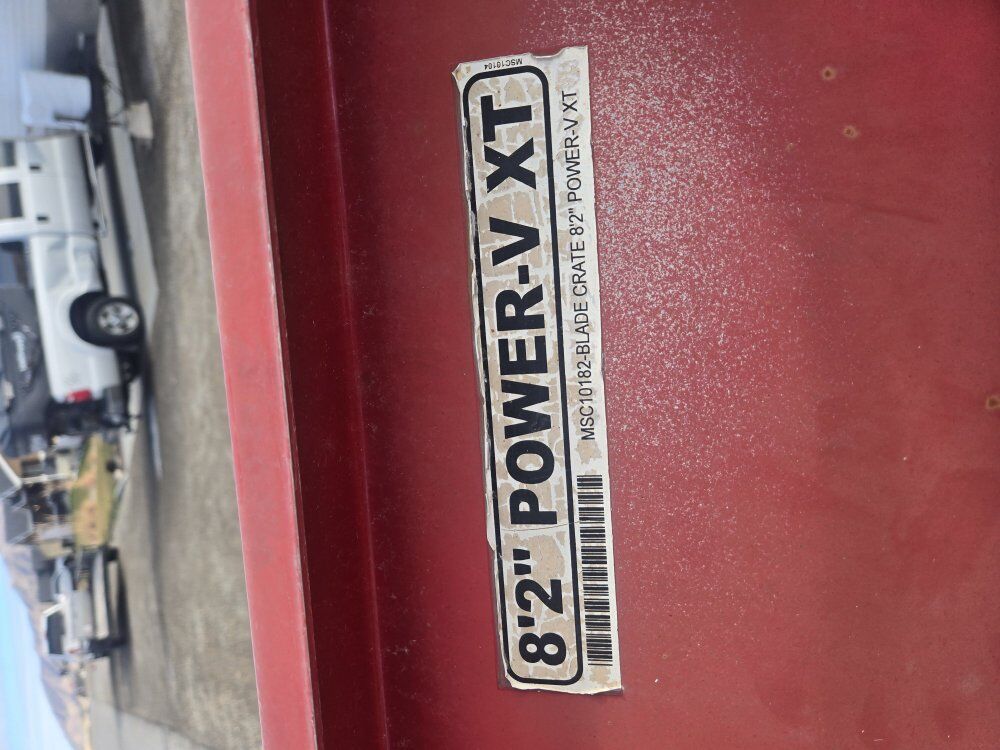 MSC10104
8'2" POWER-V XT
MSC10182-BLADE CRATE 8'2" POWER-V XT